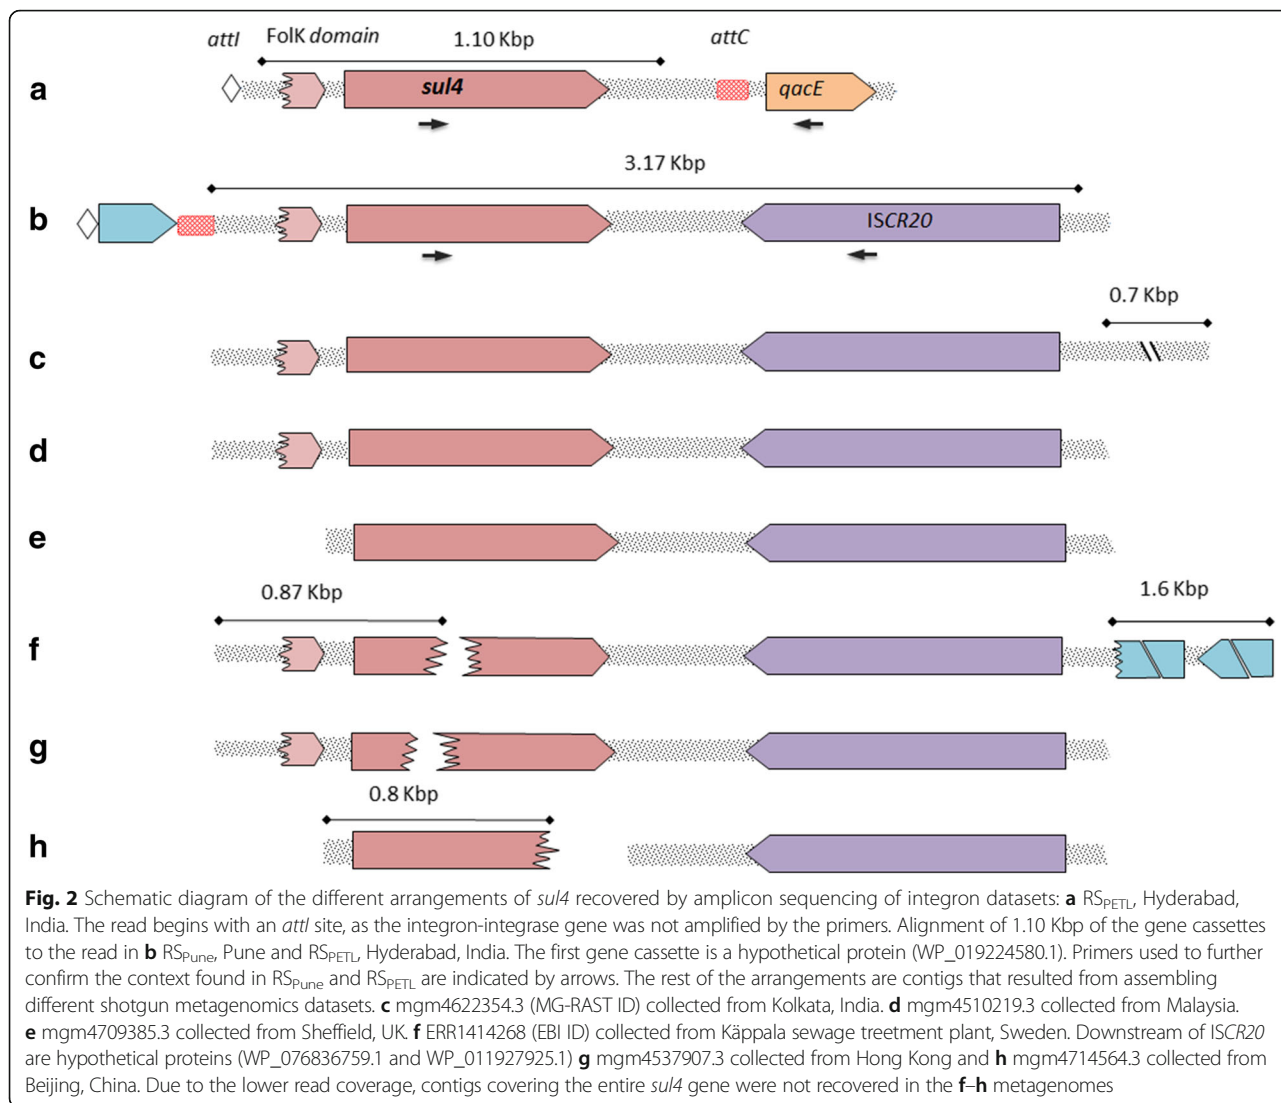 attI FolK domain 1.10 Kbp attC
a sul4 qacE
3.17 Kbp
b ISCR20
0.7 Kbp
c
d
e
0.87 Kbp 1.6 Kbp
f
g
0.8 Kbp
h
Fig. 2 Schematic diagram of the different arrangements of sul4 recovered by amplicon sequencing of integron datasets: a RSPETL, Hyderabad,
India. The read begins with an attI site, as the integron-integrase gene was not amplified by the primers. Alignment of 1.10 Kbp of the gene cassettes
to the read in b RSPune, Pune and RSPETL, Hyderabad, India. The first gene cassette is a hypothetical protein (WP_019224580.1). Primers used to further
confirm the context found in RSPune and RSPETL are indicated by arrows. The rest of the arrangements are contigs that resulted from assembling
different shotgun metagenomics datasets. c mgm4622354.3 (MG-RAST ID) collected from Kolkata, India. d mgm4510219.3 collected from Malaysia.
e mgm4709385.3 collected from Sheffield, UK. f ERR1414268 (EBI ID) collected from Käppala sewage treetment plant, Sweden. Downstream of ISCR20
are hypothetical proteins (WP_076836759.1 and WP_011927925.1) g mgm4537907.3 collected from Hong Kong and h mgm4714564.3 collected from
Beijing, China. Due to the lower read coverage, contigs covering the entire sul4 gene were not recovered in the f–h metagenomes